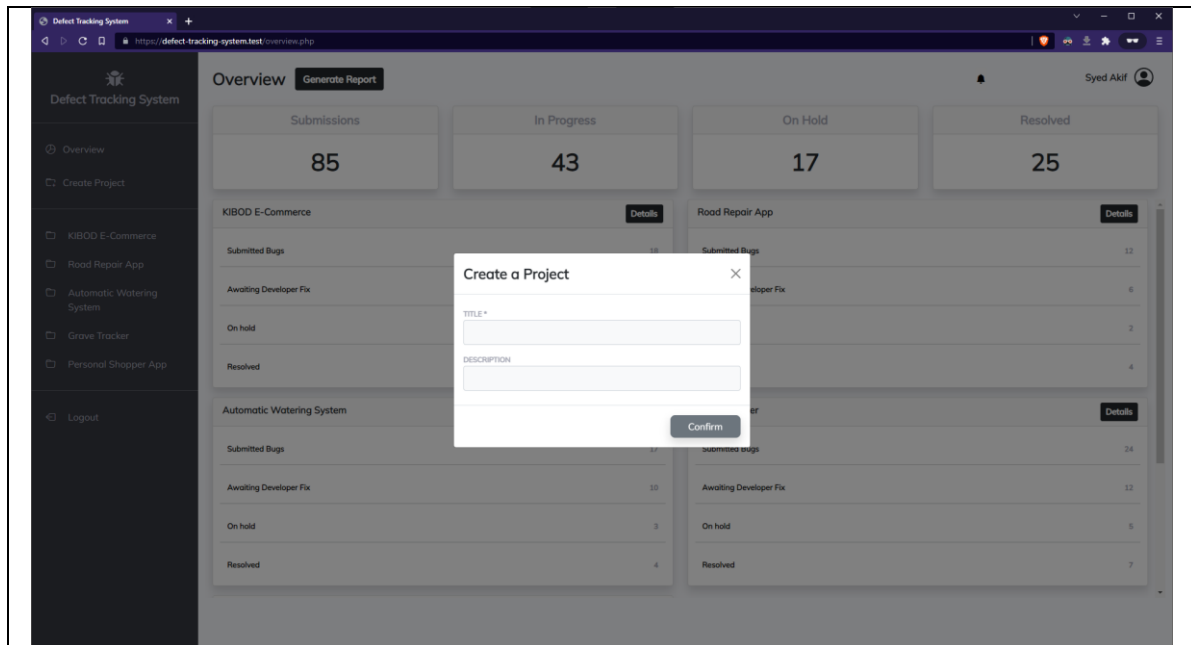 Defect Tracking System
https://defect-tracking-system.test/overview.php
Defect Tracking System
Overview
Create Project
KIBOD E-Commerce
Road Repair App
Automatic Watering
System
Grave Tracker
Personal Shopper App
Logout
Overview
Generate Report
Syed Akif
Submissions
85
In Progress
43
On Hold
17
Resolved
25
KIBOD E-Commerce
Details
Submitted Bugs
Awaiting Developer Fix
On hold
Resolved
Road Repair App
Details
Submitted Bugs 12
eloper Fix 6
2
4
Create a Project
TITLE *
DESCRIPTION
Confirm
Automatic Watering System
Submitted Bugs 17
Awaiting Developer Fix 10
On hold 3
Resolved 4
er
Details
Submitted Bugs 24
Awaiting Developer Fix 12
On hold 5
Resolved 7